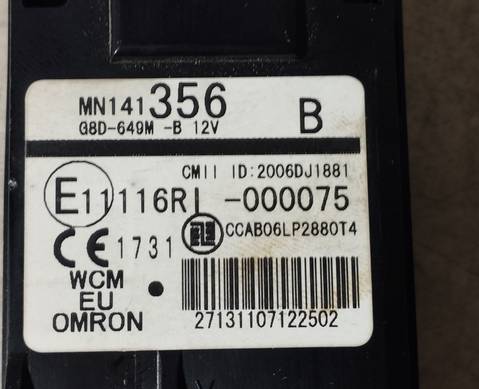 MN141356
G8D-649M -B 12V B
CMII ID:2006DJ1881
E11 116RI -000075
CE 1731 CCAB06LP2880T4
WCM
EU
OMRON
27131107122502